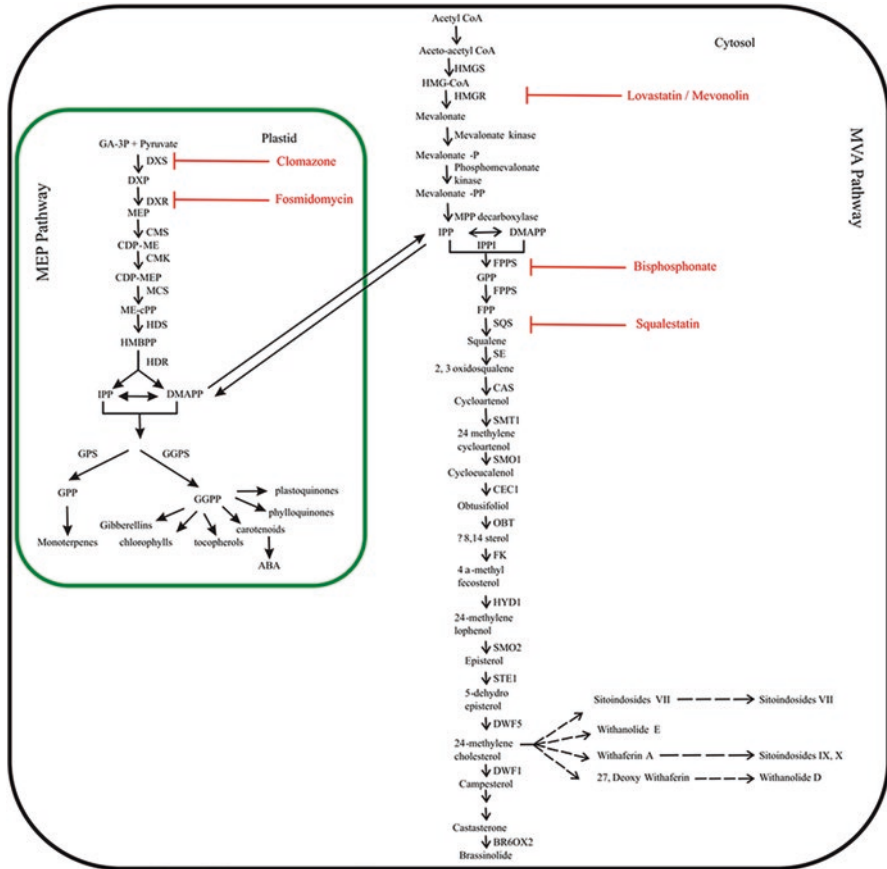 Acetyl CoA
Cytosol
Aceto-acetyl CoA
HMGS
HMG-CoA
HMGR
Lovastatin / Mevonolin
Mevalonate
Mevalonate kinase
Mevalonate -P
Phosphomevalonate
kinase
Mevalonate -PP
MPP decarboxylase
IPP
DMAPP
IPPI
FPPS
Bisphosphonate
GPP
FPPS
FPP
SQS
Squalestatin
Squalene
SE
2, 3 oxidosqualene
CAS
Cycloartenol
SMT1
24 methylene
cycloartenol
SMO1
Cycloeucalenol
CEC1
Obtusifoliol
OBT
?8,14 sterol
FK
4 a-methyl
fecosterol
HYD1
24-methylene
lophenol
SMO2
Episterol
STE1
5-dehydro
episterol
DWF5
24-methylene
cholesterol
DWF1
Campesterol
Castasterone
BR6OX2
Brassinolide
Sitoindosides VII
Sitoindosides VII
Withanolide E
Withaferin A
Sitoindosides IX, X
27, Deoxy Withaferin
Withanolide D
MVA Pathway
MEP Pathway
Plastid
GA-3P + Pyruvate
DXS
Clomazone
DXP
DXR
Fosmidomycin
MEP
CMS
CDP-ME
CMK
CDP-MEP
MCS
ME-cPP
HDS
HMBPP
HDR
IPP
DMAPP
GPS
GGPS
GPP
GGPP
plastoquinones
phylloquinones
Gibberellins
carotenoids
Monoterpenes
chlorophylls
tocopherols
ABA